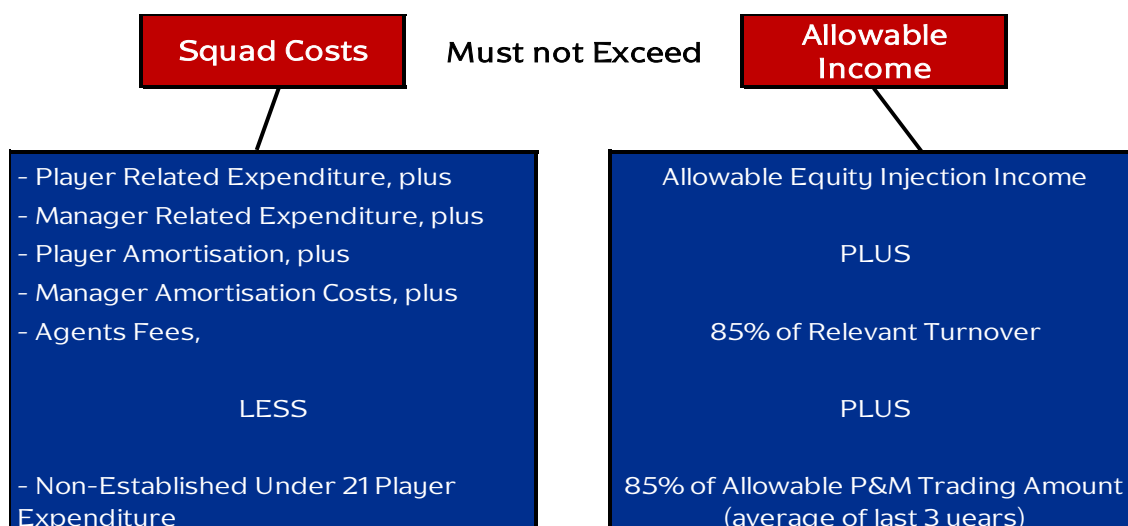 Squad Costs
Must not Exceed
Allowable
Income
- Player Related Expenditure, plus
- Manager Related Expenditure, plus
- Player Amortisation, plus
- Manager Amortisation Costs, plus
- Agents Fees,
LESS
- Non-Established Under 21 Player
Expenditure
Allowable Equity Injection Income
PLUS
85% of Relevant Turnover
PLUS
85% of Allowable P&M Trading Amount
(average of last 3 years)